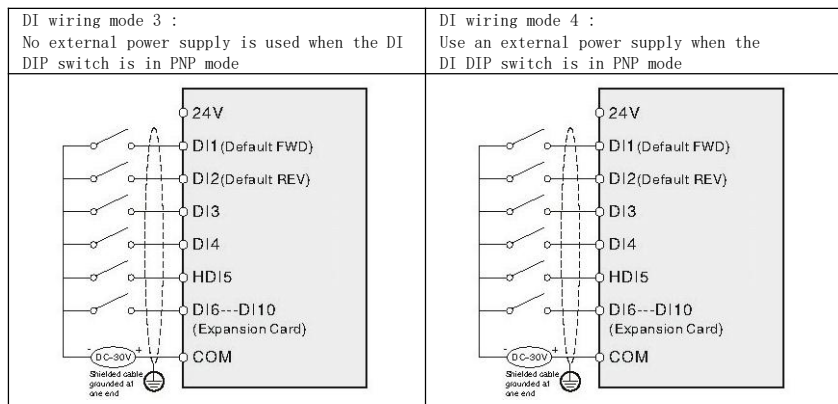 DI wiring mode 3 :
No external power supply is used when the DI
DIP switch is in PNP mode
DI wiring mode 4 :
Use an external power supply when the
DI DIP switch is in PNP mode
24V
DI1(Default FWD)
DI2(Default REV)
DI3
DI4
HDI5
DI6---DI10
(Expansion Card)
- DC-30V +
COM
Shielded cable
grounded at
one end
24V
DI1(Default FWD)
DI2(Default REV)
DI3
DI4
HDI5
DI6---DI10
(Expansion Card)
- DC-30V +
COM
Shielded cable
grounded at
one end